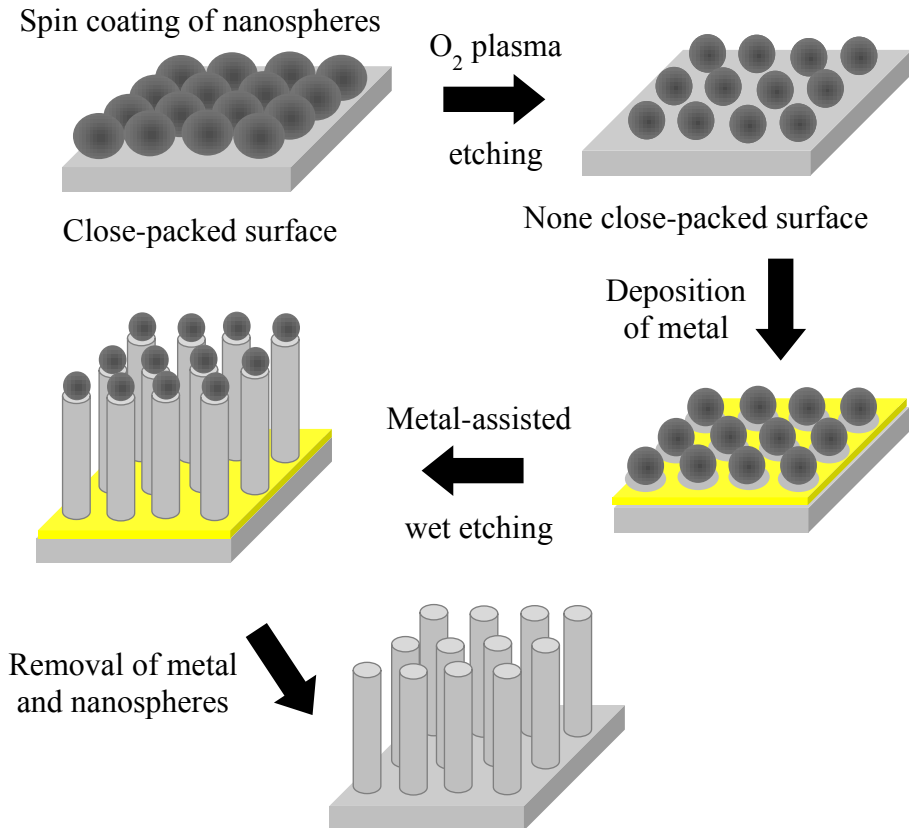 Spin coating of nanospheres
O₂ plasma
etching
Close-packed surface
None close-packed surface
Deposition
of metal
Metal-assisted
wet etching
Removal of metal
and nanospheres